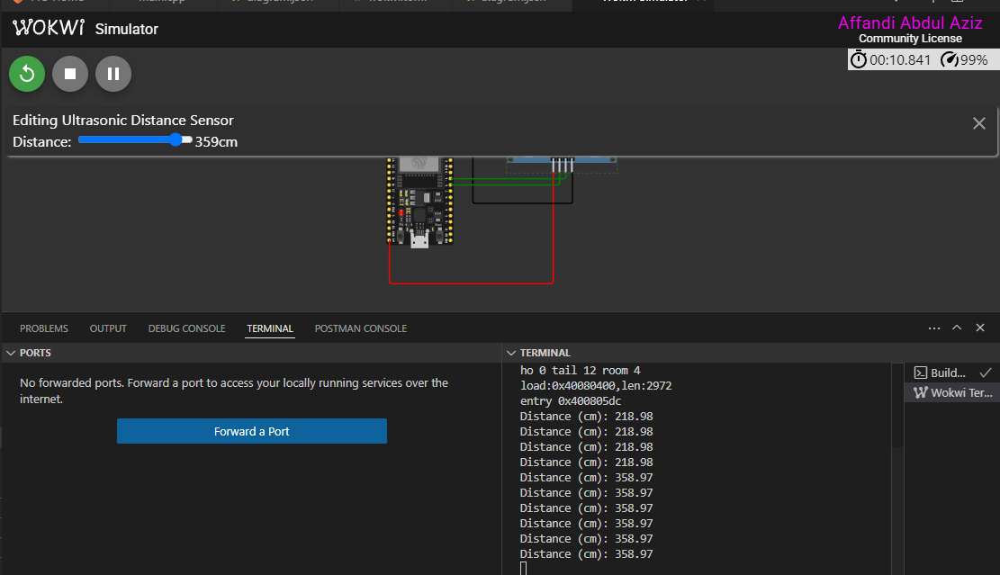 WOKWI Simulator
Affandi Abdul Aziz
Community License
00:10.841 99%
Editing Ultrasonic Distance Sensor
Distance: 359cm
PROBLEMS OUTPUT DEBUG CONSOLE TERMINAL POSTMAN CONSOLE
PORTS
No forwarded ports. Forward a port to access your locally running services over the
internet.
Forward a Port
TERMINAL
ho 0 tail 12 room 4
load:0x40080400,len:2972
entry 0x400805dc
Distance (cm): 218.98
Distance (cm): 218.98
Distance (cm): 218.98
Distance (cm): 218.98
Distance (cm): 358.97
Distance (cm): 358.97
Distance (cm): 358.97
Distance (cm): 358.97
Distance (cm): 358.97
Distance (cm): 358.97
Build...
Wokwi Ter...